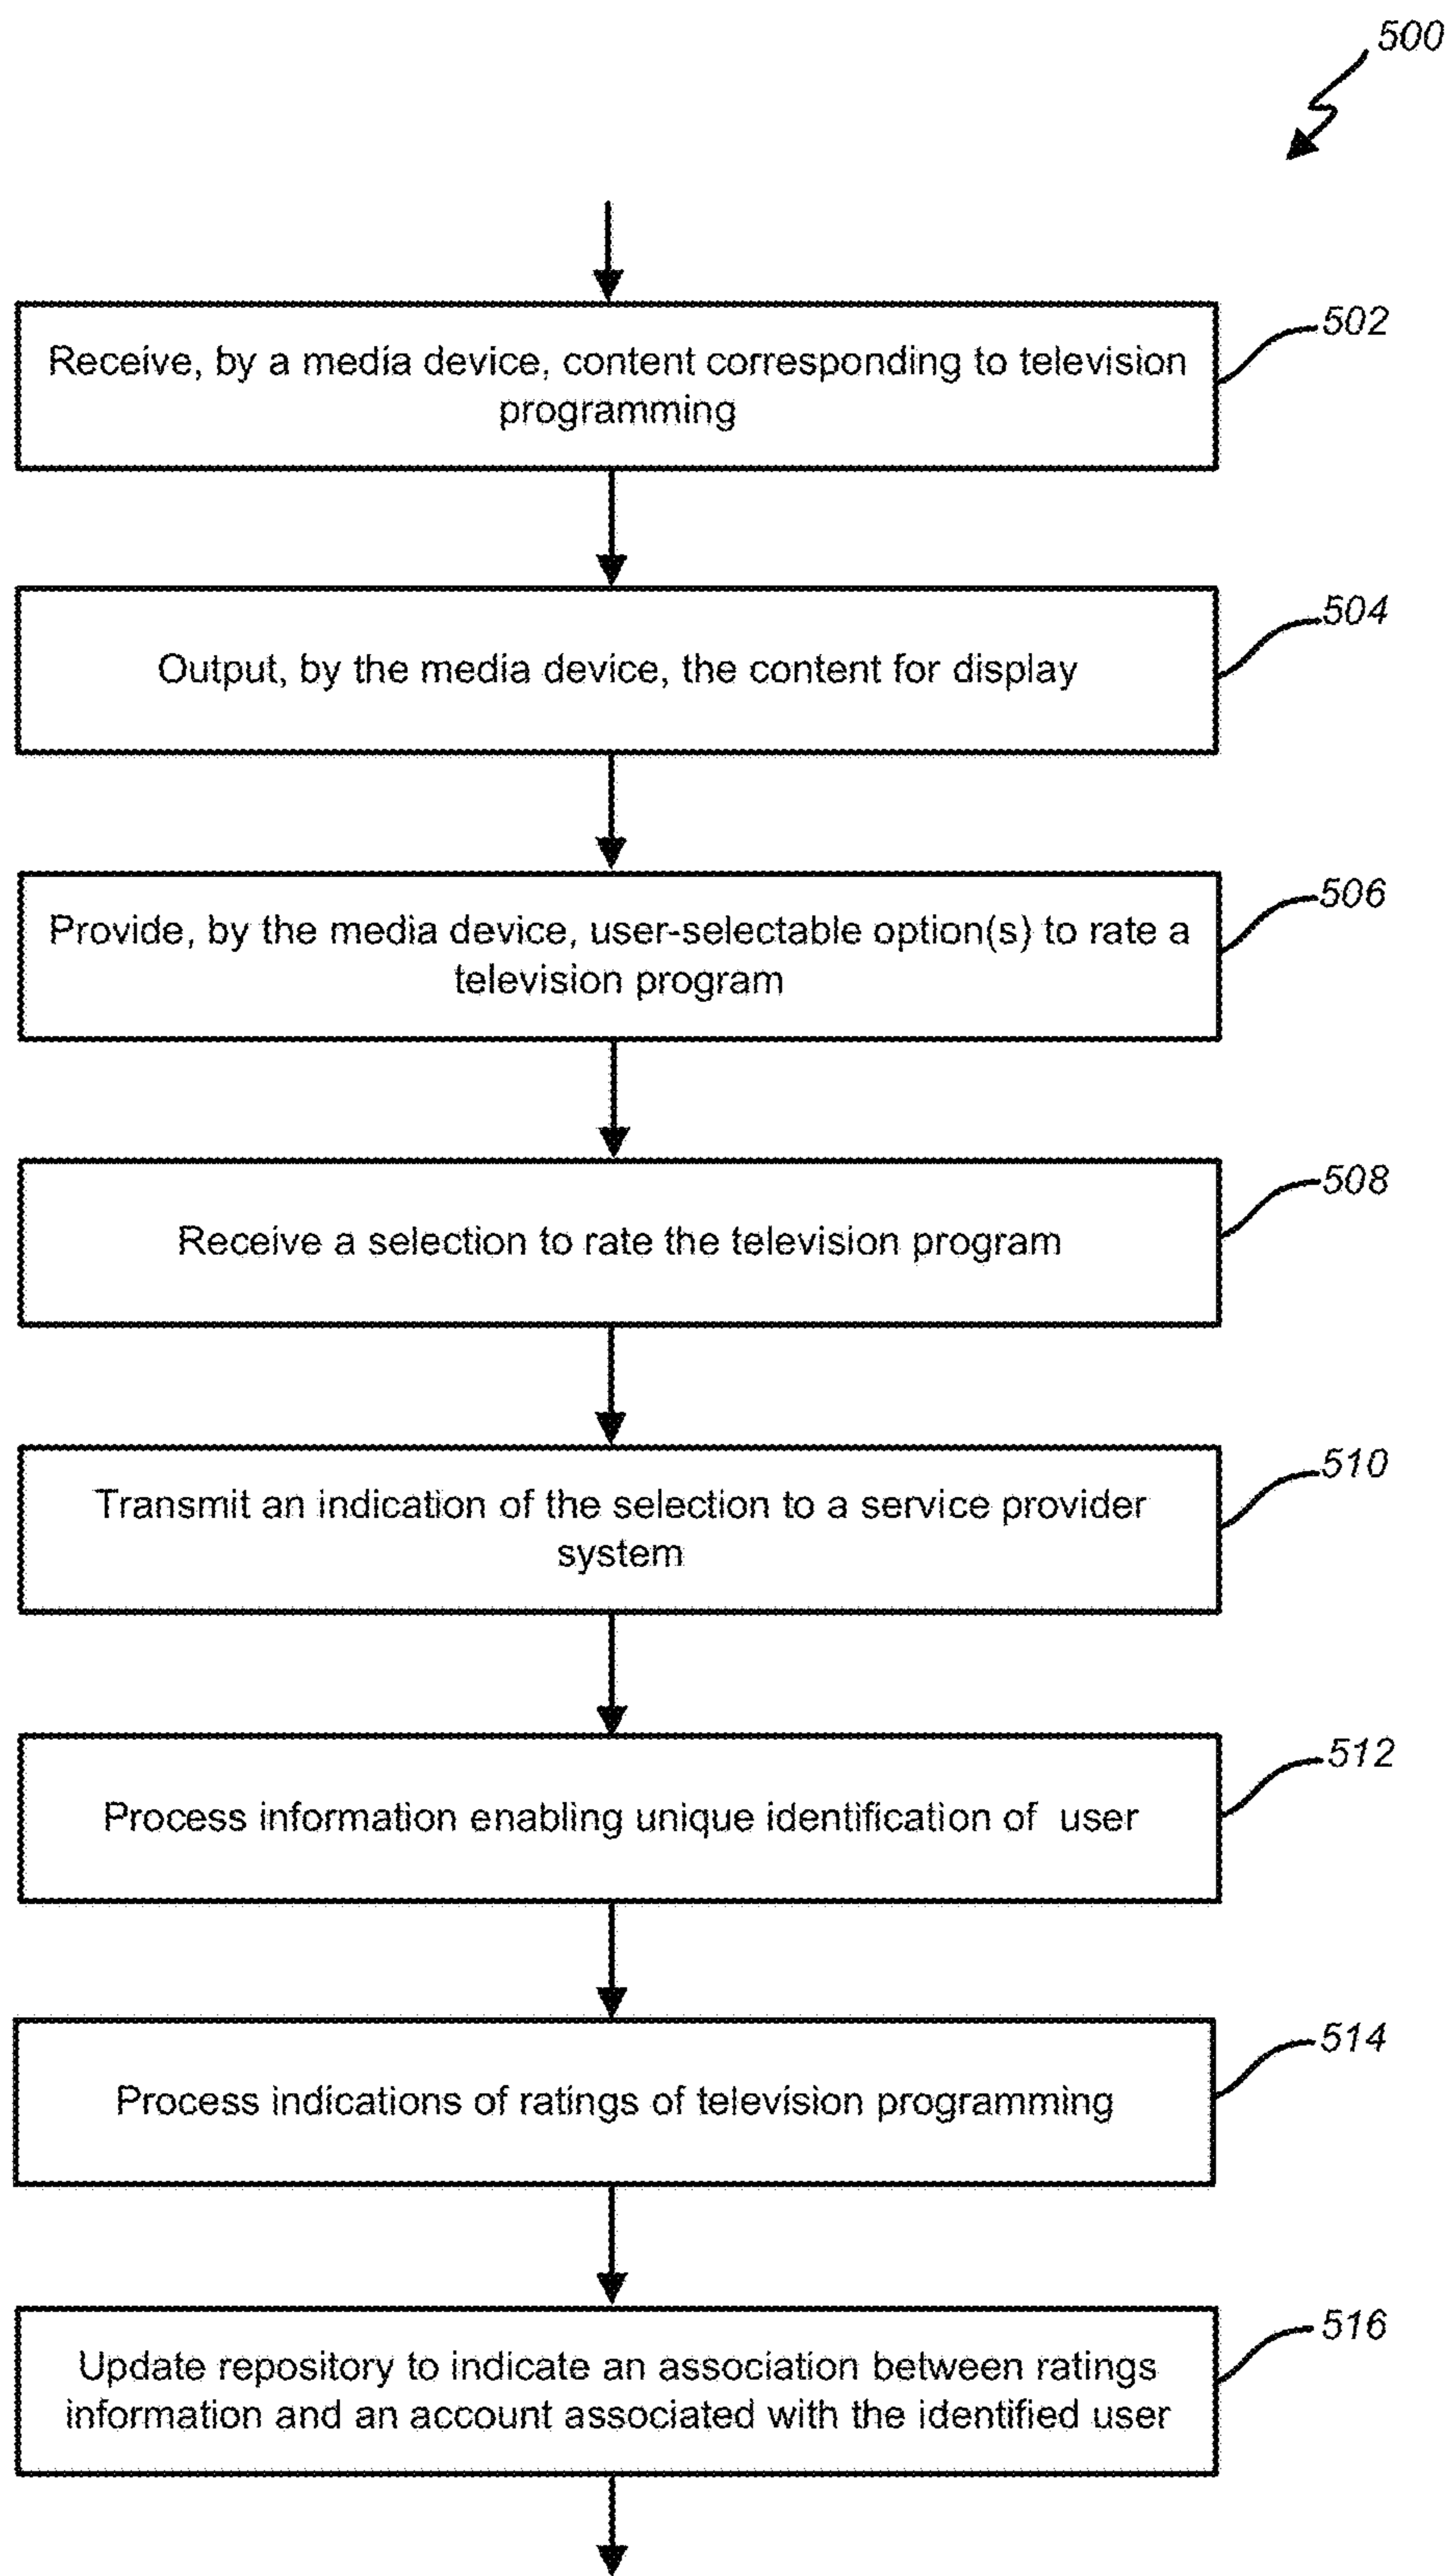 500
Receive, by a media device, content corresponding to television
programming
502
Output, by the media device, the content for display
504
Provide, by the media device, user-selectable option(s) to rate a
television program
506
Receive a selection to rate the television program
508
Transmit an indication of the selection to a service provider
system
510
Process information enabling unique identification of user
512
Process indications of ratings of television programming
514
Update repository to indicate an association between ratings
information and an account associated with the identified user
516